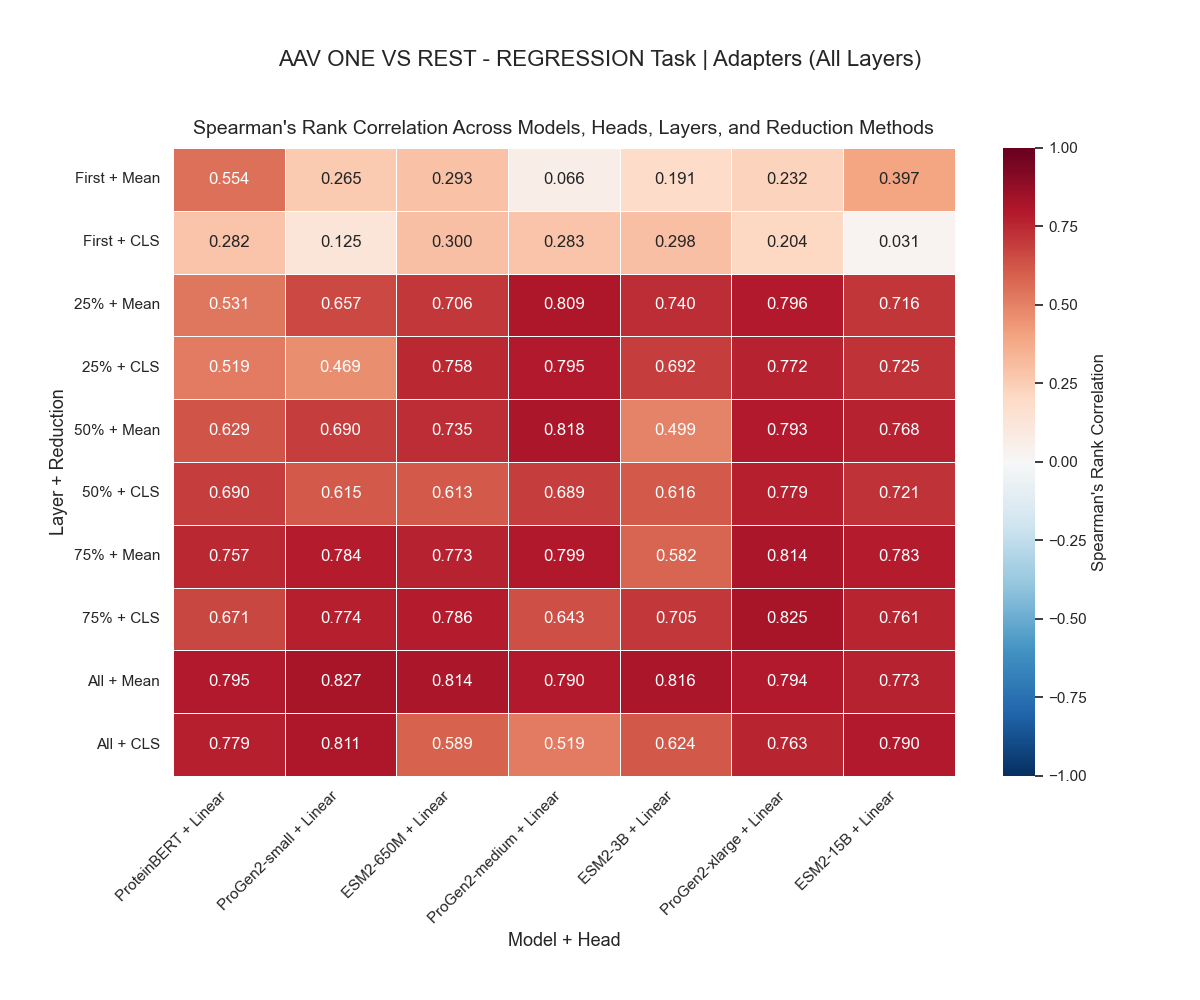 AAV ONE VS REST - REGRESSION Task | Adapters (All Layers)
Spearman's Rank Correlation Across Models, Heads, Layers, and Reduction Methods
Layer + Reduction
First + Mean 0.554 0.265 0.293 0.066 0.191 0.232 0.397
First + CLS 0.282 0.125 0.300 0.283 0.298 0.204 0.031
25% + Mean 0.531 0.657 0.706 0.809 0.740 0.796 0.716
25% + CLS 0.519 0.469 0.758 0.795 0.692 0.772 0.725
50% + Mean 0.629 0.690 0.735 0.818 0.499 0.793 0.768
50% + CLS 0.690 0.615 0.613 0.689 0.616 0.779 0.721
75% + Mean 0.757 0.784 0.773 0.799 0.582 0.814 0.783
75% + CLS 0.671 0.774 0.786 0.643 0.705 0.825 0.761
All + Mean 0.795 0.827 0.814 0.790 0.816 0.794 0.773
All + CLS 0.779 0.811 0.589 0.519 0.624 0.763 0.790
ProteinBERT + Linear
ProGen2-small + Linear
ESM2-650M + Linear
ProGen2-medium + Linear
ESM2-3B + Linear
ProGen2-xlarge + Linear
ESM2-15B + Linear
Model + Head
1.00
0.75
0.50
0.25
0.00
−0.25
−0.50
−0.75
−1.00
Spearman's Rank Correlation